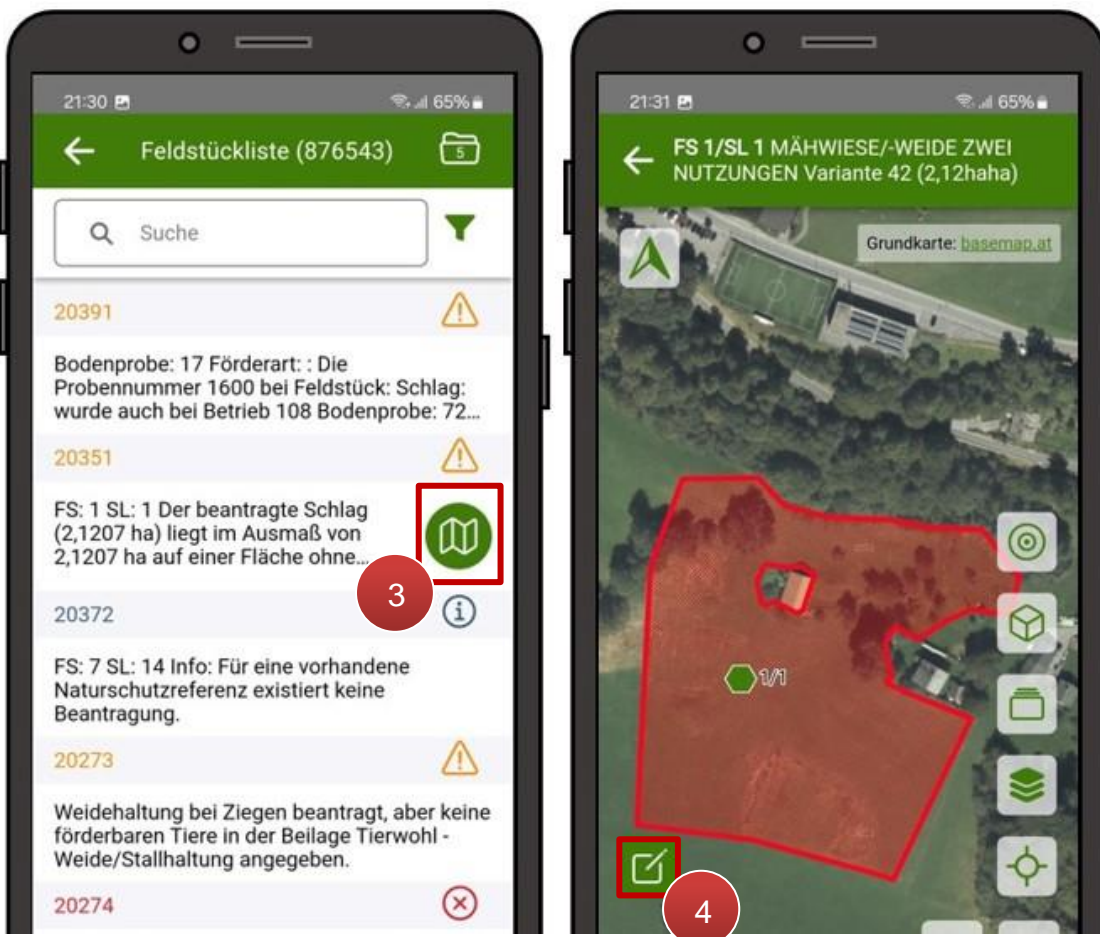 21:30
65%
Feldstückliste (876543)
5
Suche
20391
Bodenprobe: 17 Förderart: : Die
Probennummer 1600 bei Feldstück: Schlag:
wurde auch bei Betrieb 108 Bodenprobe: 72...
20351
FS: 1 SL: 1 Der beantragte Schlag
(2,1207 ha) liegt im Ausmaß von
2,1207 ha auf einer Fläche ohne...
3
20372
FS: 7 SL: 14 Info: Für eine vorhandene
Naturschutzreferenz existiert keine
Beantragung.
20273
Weidehaltung bei Ziegen beantragt, aber keine
förderbaren Tiere in der Beilage Tierwohl -
Weide/Stallhaltung angegeben.
20274
21:31
65%
FS 1/SL 1 MÄHWIESE/-WEIDE ZWEI
NUTZUNGEN Variante 42 (2,12haha)
Grundkarte: basemap.at
1/1
4